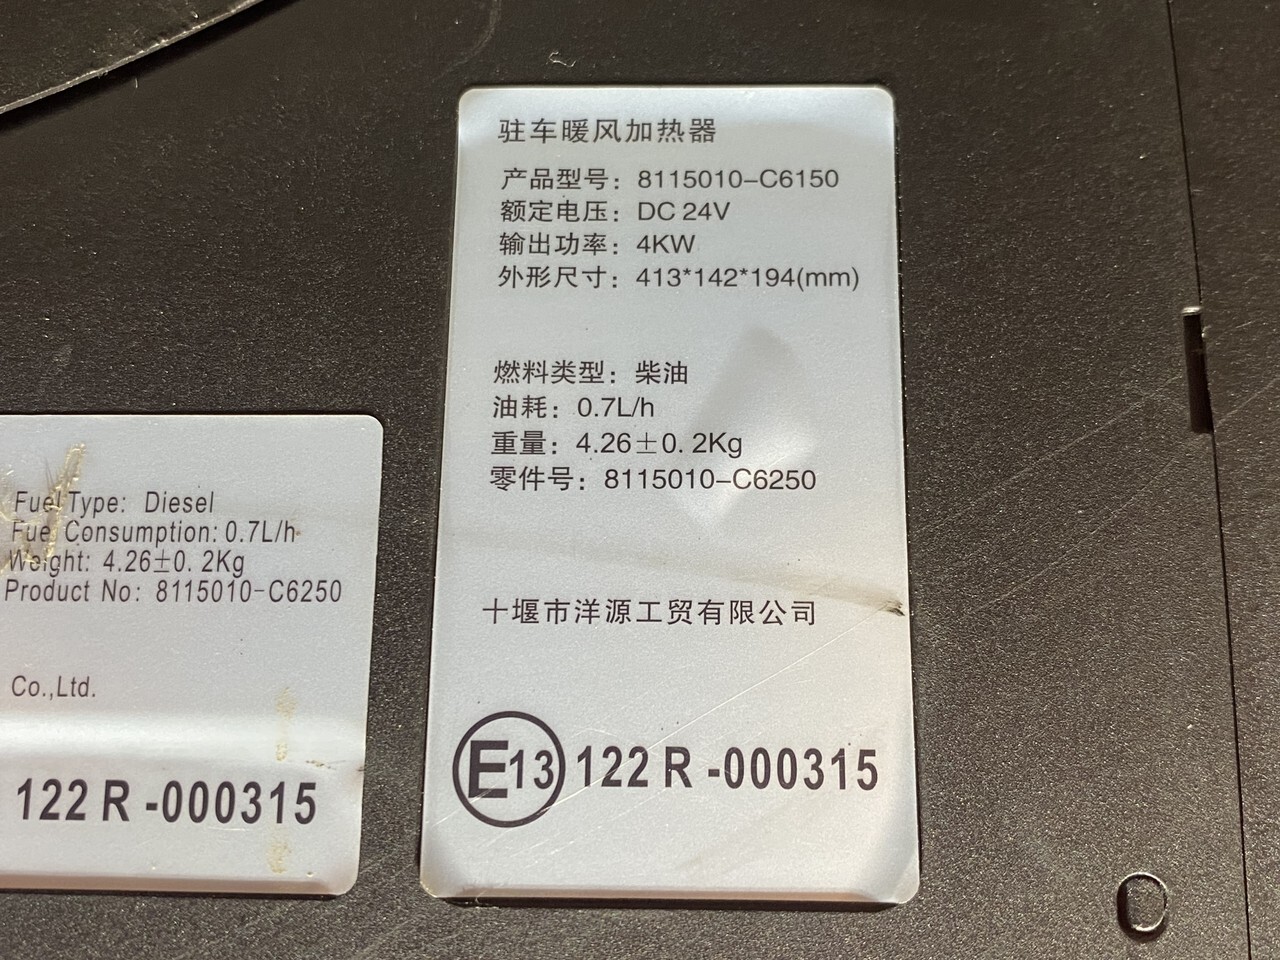 驻车暖风加热器
产品型号: 8115010-C6150
额定电压: DC 24V
输出功率: 4KW
外形尺寸: 413*142*194(mm)
燃料类型: 柴油
油耗: 0.7L/h
重量: 4.26±0.2Kg
零件号: 8115010-C6250
十堰市洋源工贸有限公司
E13 122 R -000315
Fuel Type: Diesel
Fuel Consumption: 0.7L/h
Weight: 4.26±0.2Kg
Product No: 8115010-C6250
Co.,Ltd.
122 R -000315